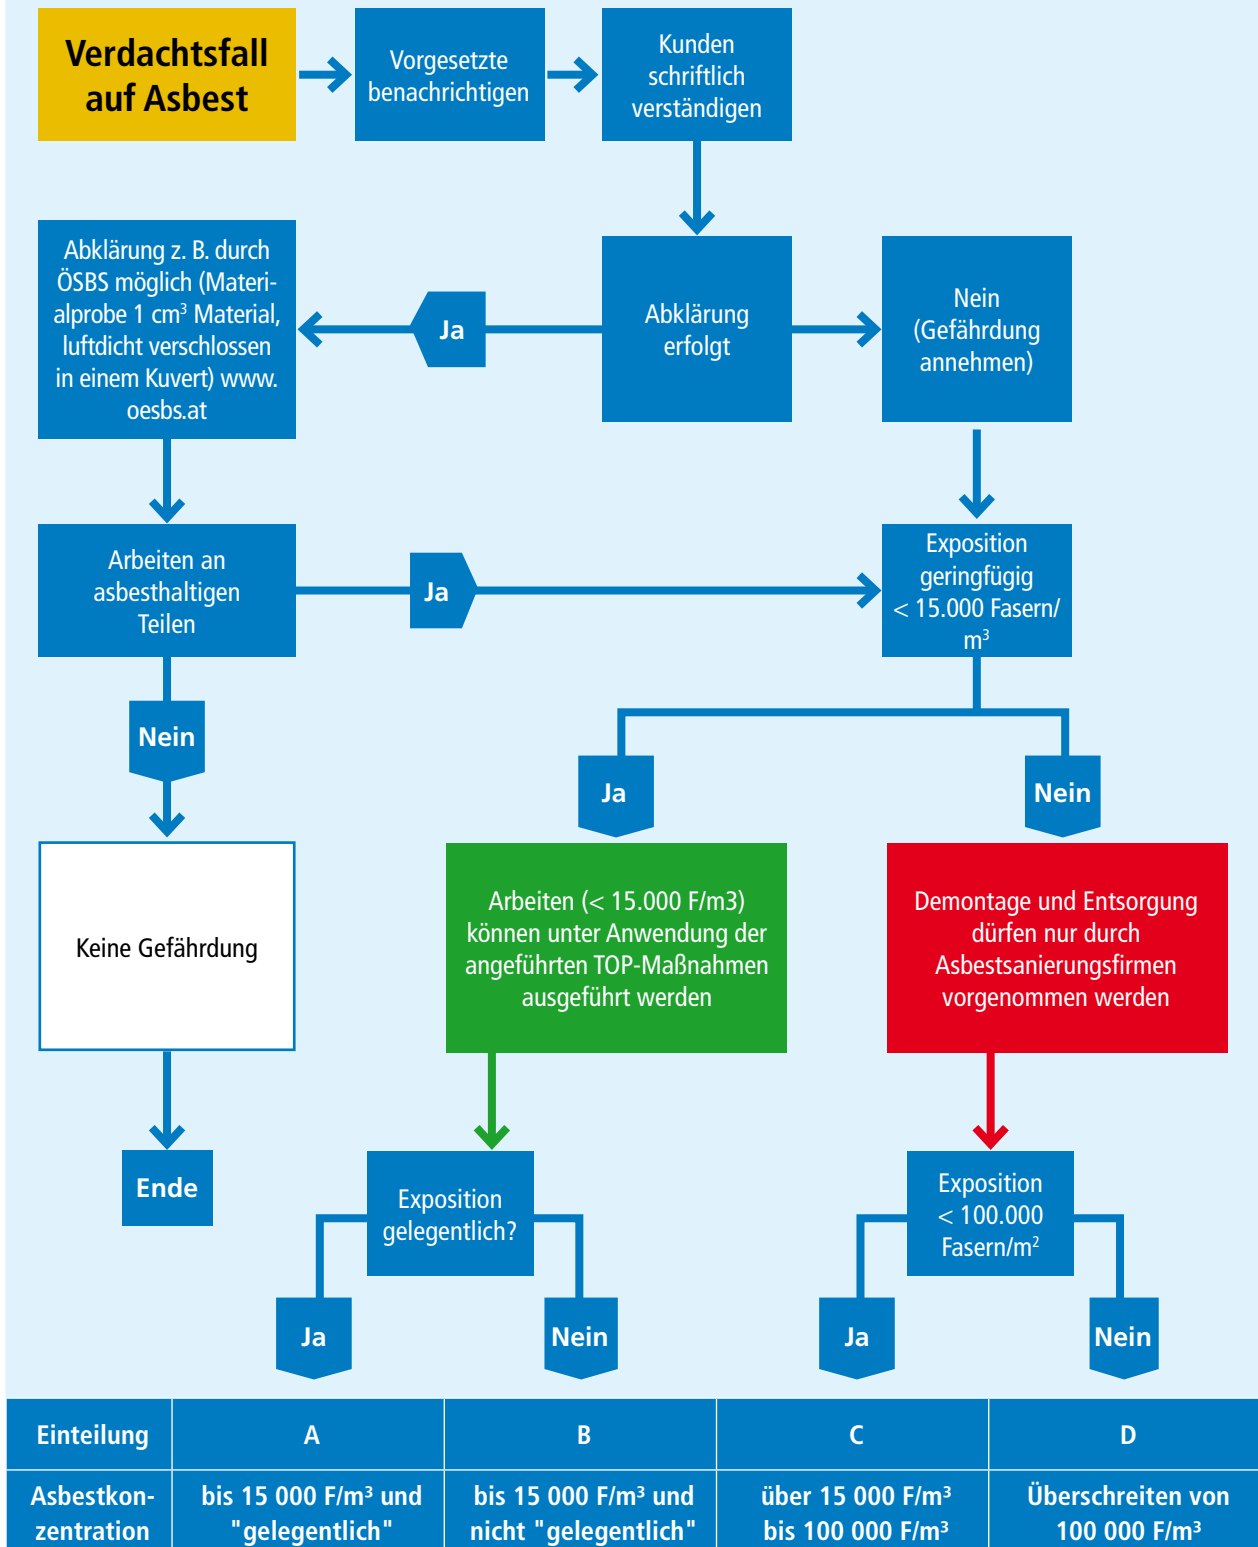 Verdachtsfall
auf Asbest
Vorgesetzte
benachrichtigen
Kunden
schriftlich
verständigen
Abklärung z. B. durch
ÖSBS möglich (Materi-
alprobe 1 cm³ Material,
luftdicht verschlossen
in einem Kuvert) www.
oesbs.at
Ja
Abklärung
erfolgt
Nein
(Gefährdung
annehmen)
Arbeiten an
asbesthaltigen
Teilen
Ja
Exposition
geringfügig
< 15.000 Fasern/
m³
Nein
Ja
Nein
Keine Gefährdung
Arbeiten (< 15.000 F/m3)
können unter Anwendung der
angeführten TOP-Maßnahmen
ausgeführt werden
Demontage und Entsorgung
dürfen nur durch
Asbestsanierungsfirmen
vorgenommen werden
Ende
Exposition
gelegentlich?
Exposition
< 100.000
Fasern/m²
Ja
Nein
Ja
Nein
Einteilung
A
B
C
D
Asbestkon-
zentration
bis 15 000 F/m³ und
"gelegentlich"
bis 15 000 F/m³ und
nicht "gelegentlich"
über 15 000 F/m³
bis 100 000 F/m³
Überschreiten von
100 000 F/m³